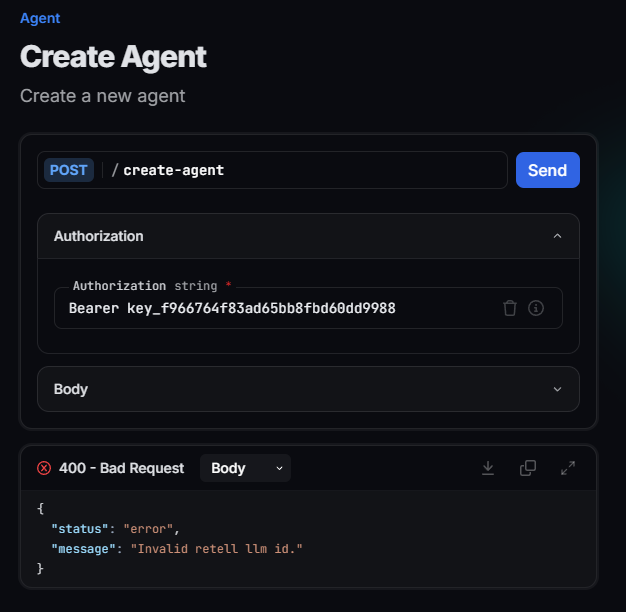 Agent
Create Agent
Create a new agent
POST /create-agent Send
Authorization
Authorization string *
Bearer key_f966764f83ad65bb8fbd60dd9988
Body
400 - Bad Request Body
{
"status": "error",
"message": "Invalid retell llm id."
}